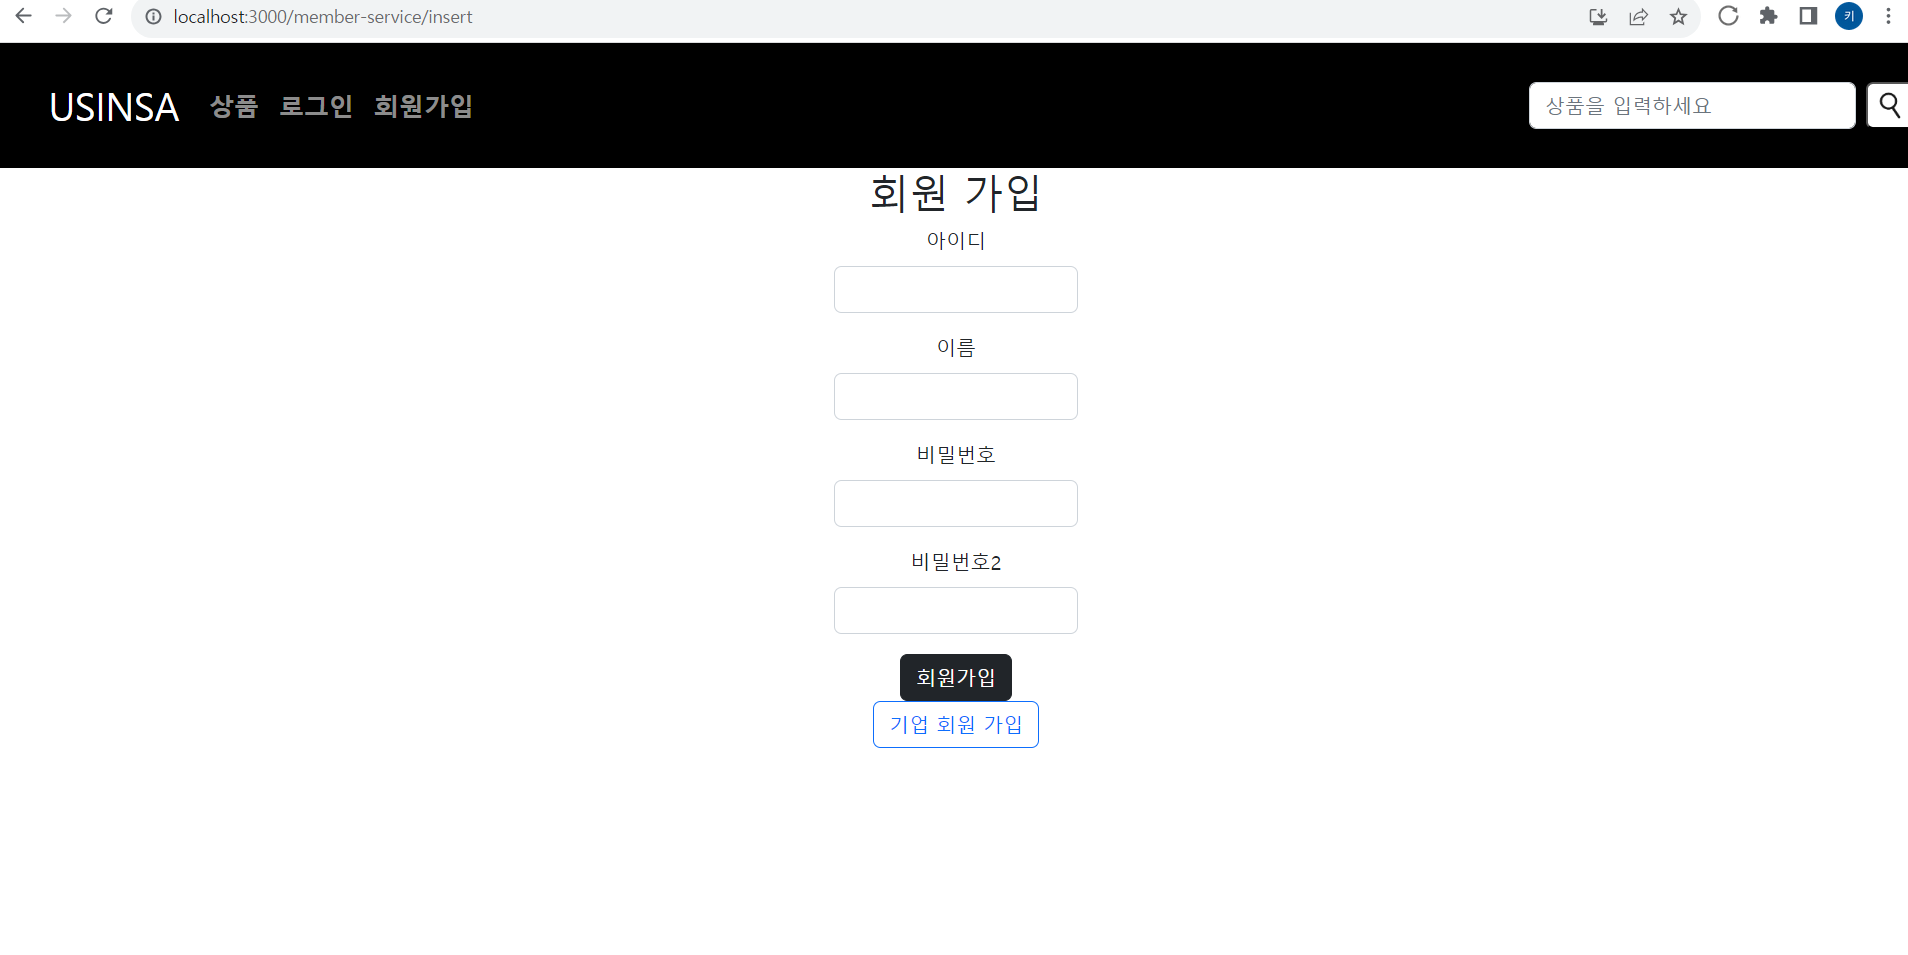 localhost:3000/member-service/insert
키
USINSA 상품 로그인 회원가입 상품을 입력하세요
회원 가입
아이디
이름
비밀번호
비밀번호2
회원가입
기업 회원 가입